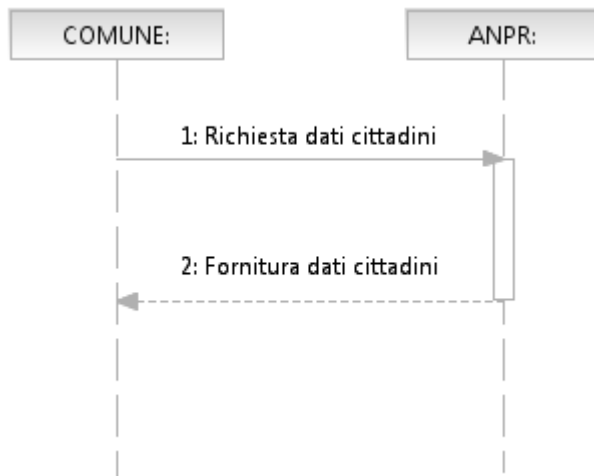 COMUNE:
ANPR:
1: Richiesta dati cittadini
2: Fornitura dati cittadini